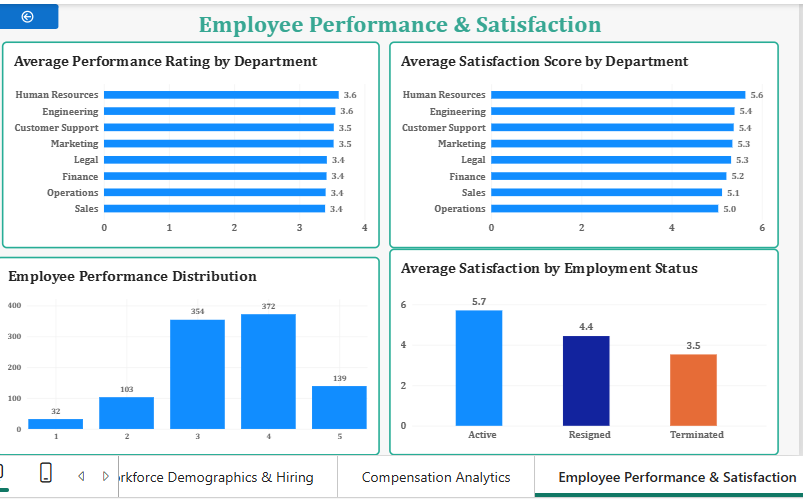 Employee Performance & Satisfaction
Average Performance Rating by Department
Human Resources 3.6
Engineering 3.6
Customer Support 3.5
Marketing 3.5
Legal 3.4
Finance 3.4
Operations 3.4
Sales 3.4
0 1 2 3 4
Average Satisfaction Score by Department
Human Resources 5.6
Engineering 5.4
Customer Support 5.4
Marketing 5.3
Legal 5.3
Finance 5.2
Sales 5.1
Operations 5.0
0 2 4 6
Employee Performance Distribution
400
300
200
100
0
32
103
354
372
139
1 2 3 4 5
Average Satisfaction by Employment Status
6
4
2
0
5.7
4.4
3.5
Active Resigned Terminated
rkforce Demographics & Hiring
Compensation Analytics
Employee Performance & Satisfaction